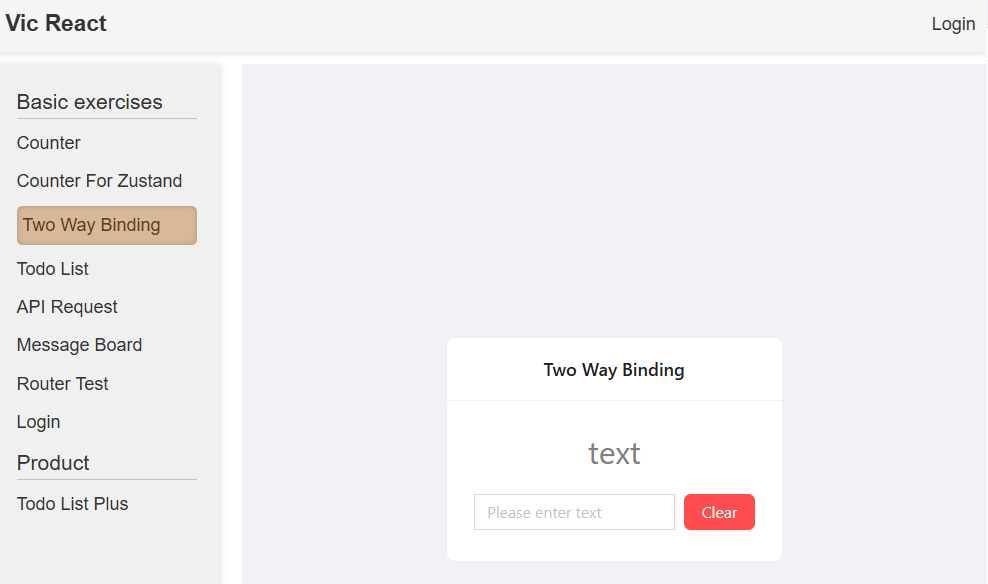 Vic React
Login
Basic exercises
Counter
Counter For Zustand
Two Way Binding
Todo List
API Request
Message Board
Router Test
Login
Product
Todo List Plus
Two Way Binding
text
Please enter text
Clear